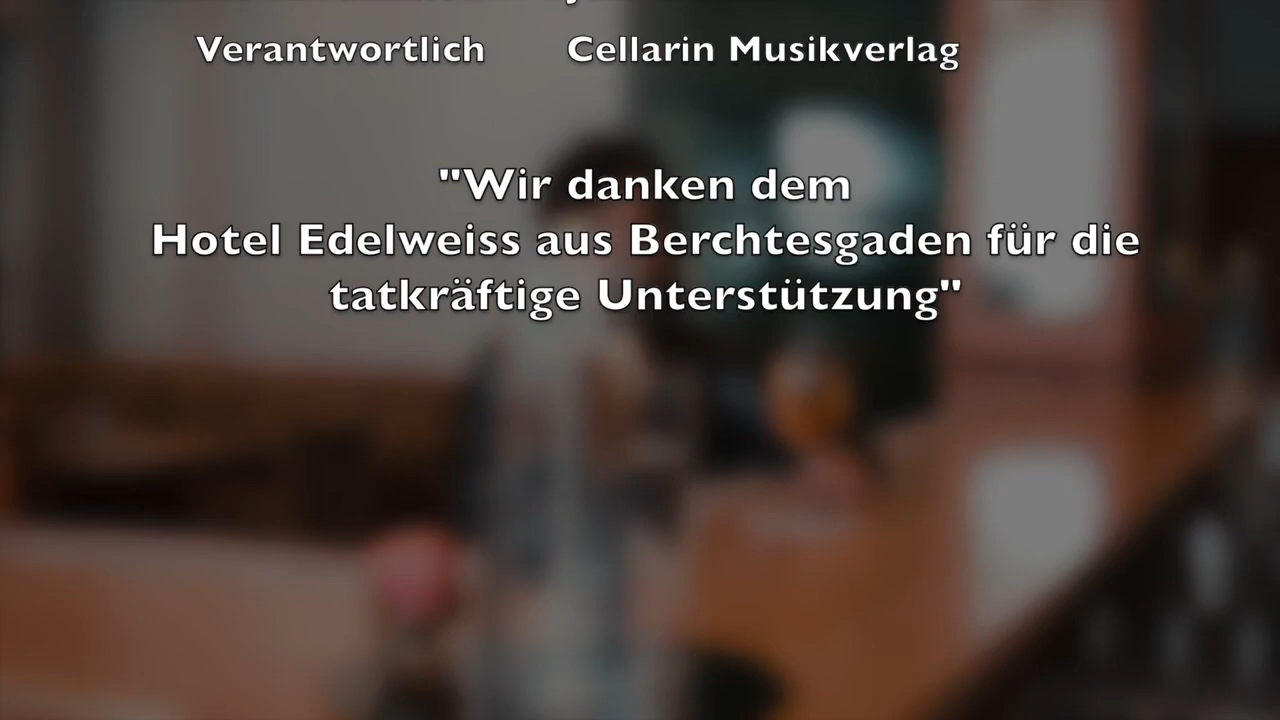 Verantwortlich Cellarin Musikverlag
"Wir danken dem
Hotel Edelweiss aus Berchtesgaden für die
tatkräftige Unterstützung"